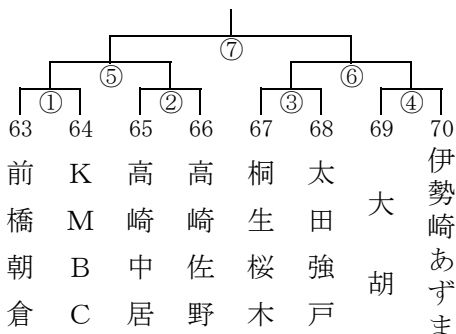 ⑦
⑤ ⑥
① ② ③ ④
63 64 65 66 67 68 69 70
前橋朝倉
KMBC
高崎中居
高崎佐野
桐生桜木
太田強戸
大胡
伊勢崎あずま